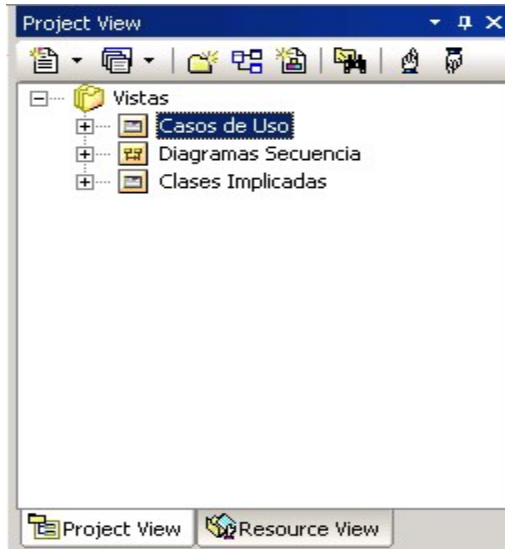 Project View
Vistas
Casos de Uso
Diagramas Secuencia
Clases Implicadas
Project View Resource View